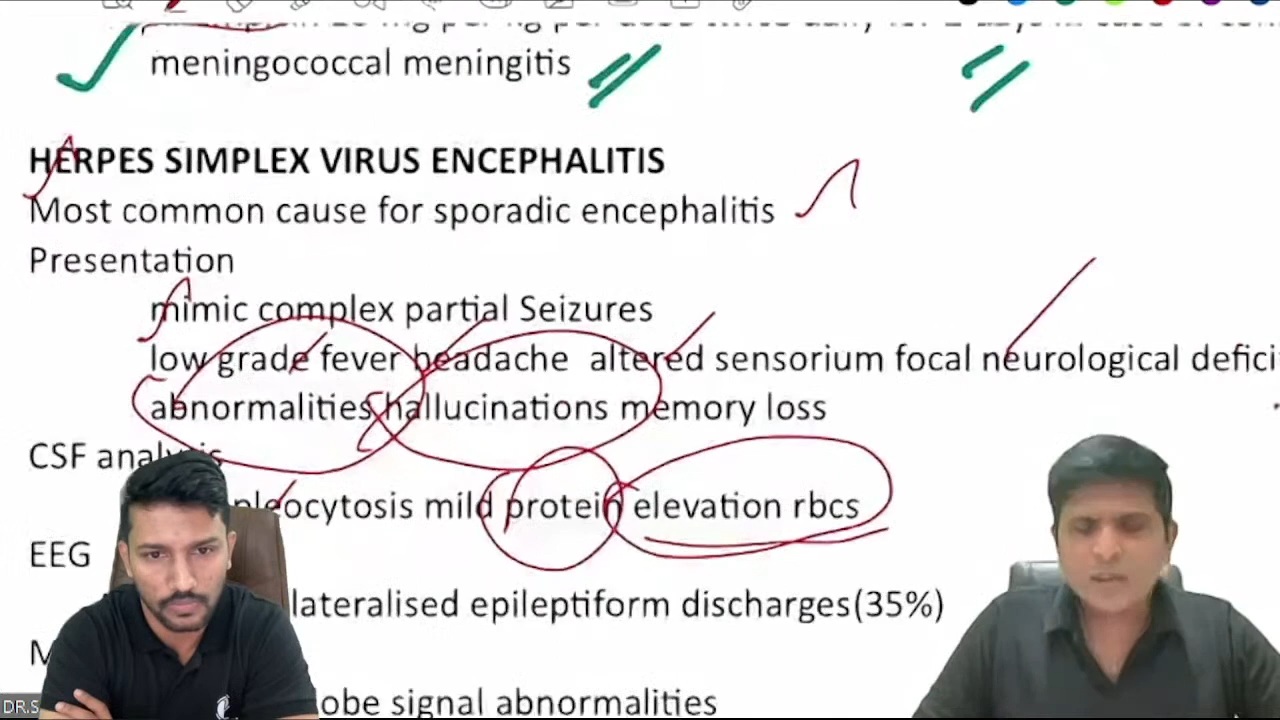 meningococcal meningitis
HERPES SIMPLEX VIRUS ENCEPHALITIS
Most common cause for sporadic encephalitis
Presentation
mimic complex partial Seizures
low grade fever headache altered sensorium focal neurological
abnormalities hallucinations memory loss
CSF analysis
mild protein elevation rbcs
EEG
lateralised epileptiform discharges(35%)
signal abnormalities
DR.S